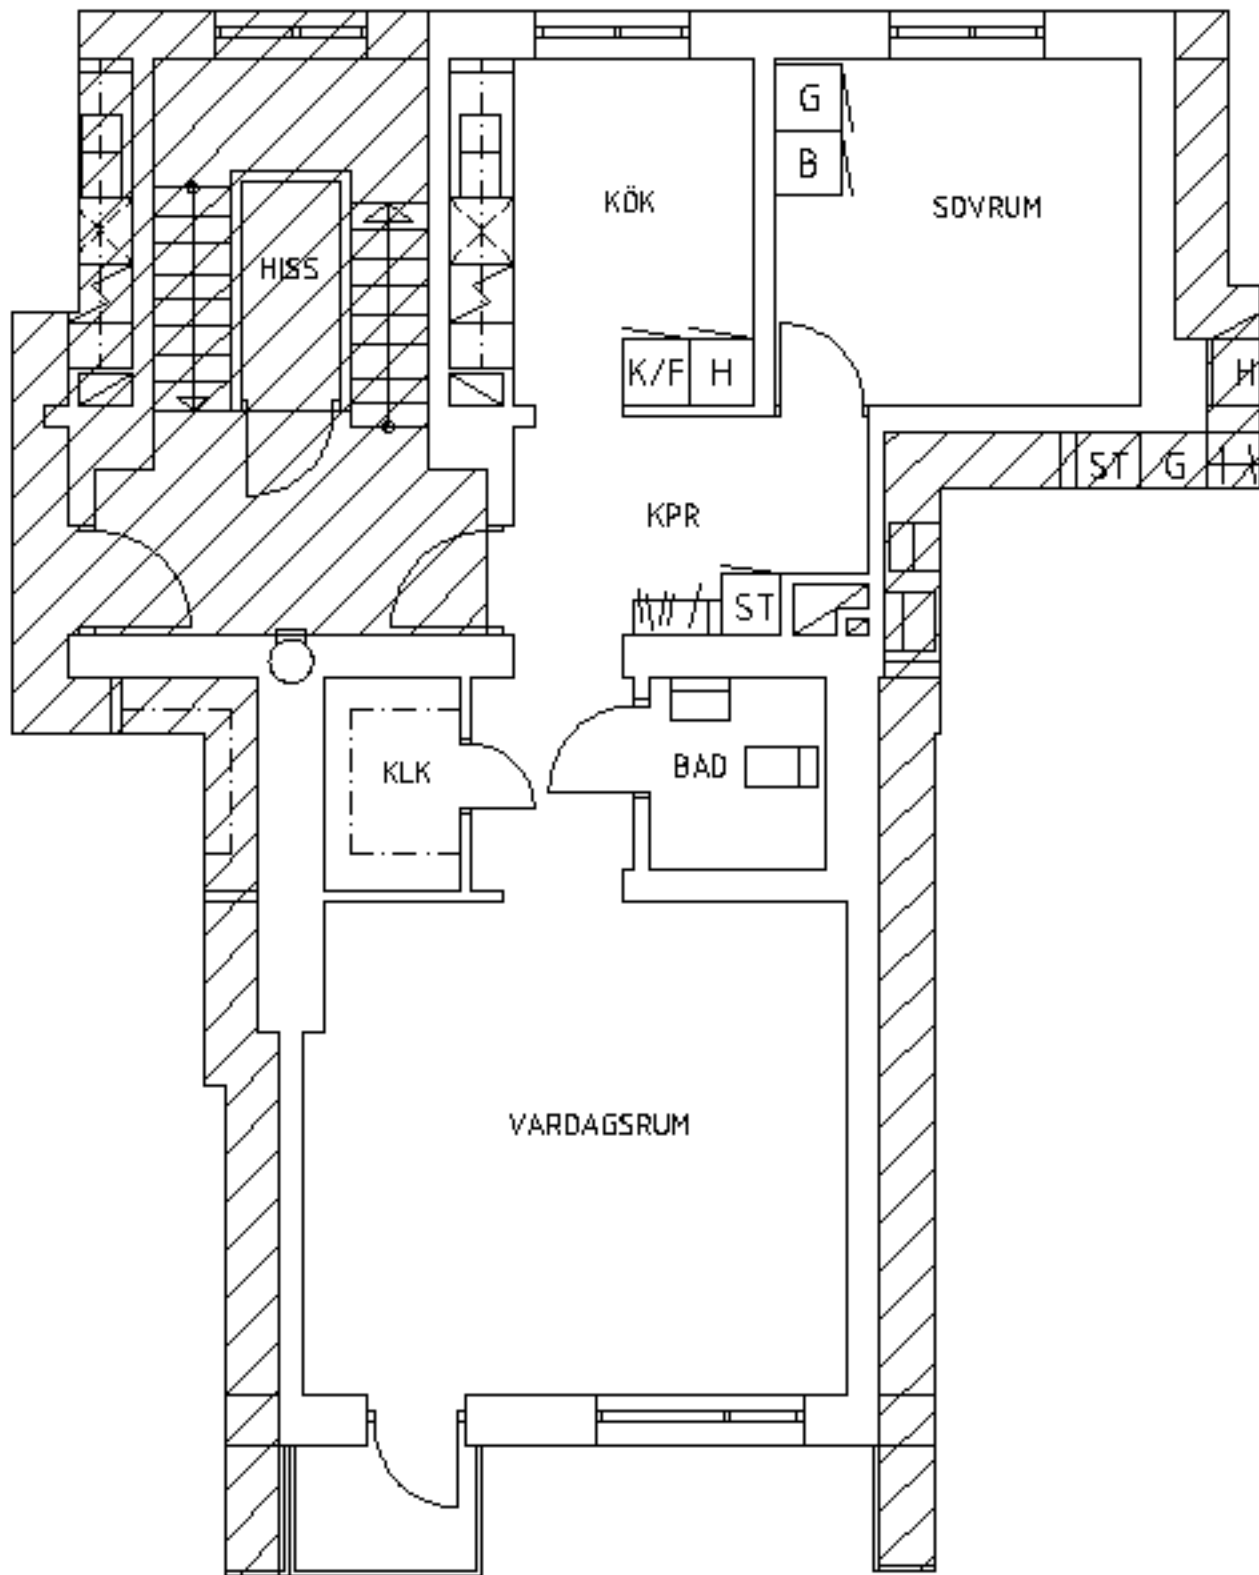 G
B
KÖK
SOVRUM
HISS
K/F H
H
ST G
KPR
ST
KLK
BAD
VARDAGSRUM